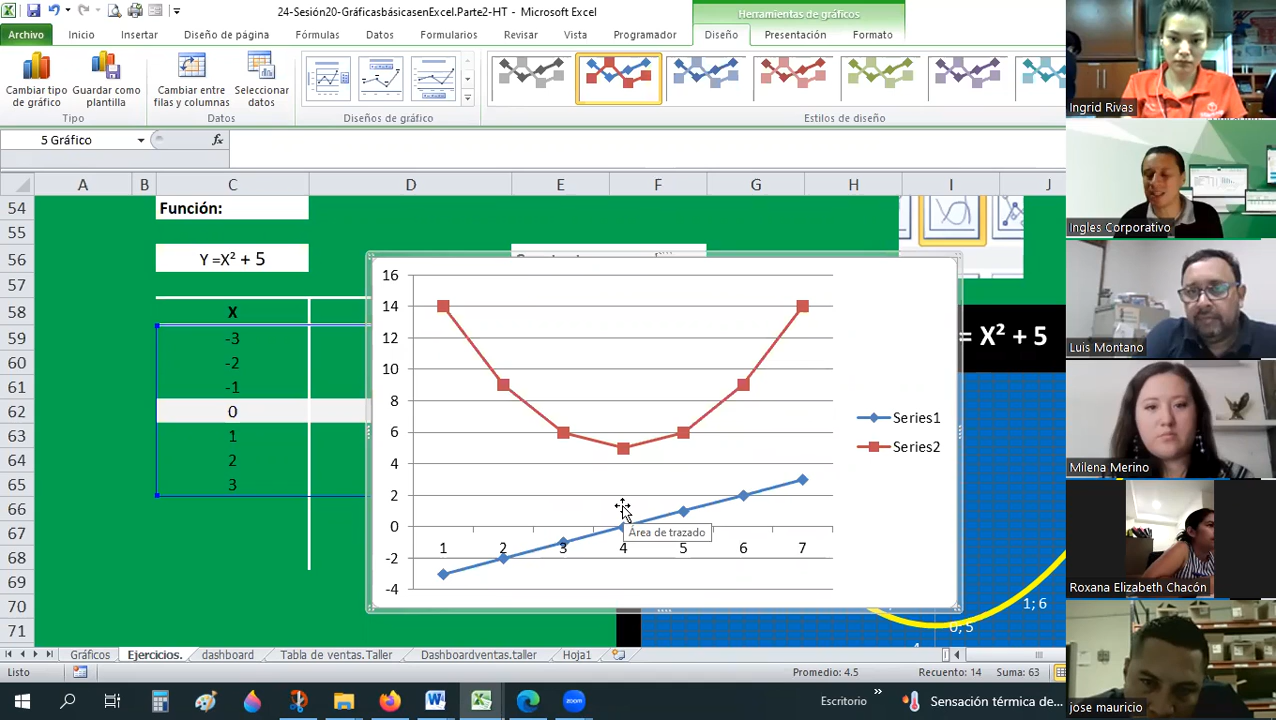 24-Sesión20-GráficasbásicasenExcel.Parte2-HT - Microsoft Excel
Herramientas de gráficos
Archivo Inicio Insertar Diseño de página Fórmulas Datos Formularios Revisar Vista Programador Diseño Presentación Formato
Cambiar tipo de gráfico
Guardar como plantilla
Cambiar entre filas y columnas
Seleccionar datos
Tipo Datos Diseños de gráfico Estilos de diseño
5 Gráfico fx
A B C D E F G H I J
54 Función:
55
56 Y =X² + 5
57
58 X
59 -3
60 -2
61 -1
62 0
63 1
64 2
65 3
66
67
68
69
70
71
16
14
12
10
8
6
4
2
0
-2
-4
1 2 3 4 5 6 7
Series1
Series2
Área de trazado
= X² + 5
1; 6
0; 5
4
Gráficos Ejercicios. dashboard Tabla de ventas.Taller Dashboardventas.taller Hoja1
Listo Promedio: 4.5 Recuento: 14 Suma: 63
Escritorio » Sensación térmica de...
zoom
Ingrid Rivas
Ingles Corporativo
Luis Montano
Milena Merino
Roxana Elizabeth Chacón
jose mauricio